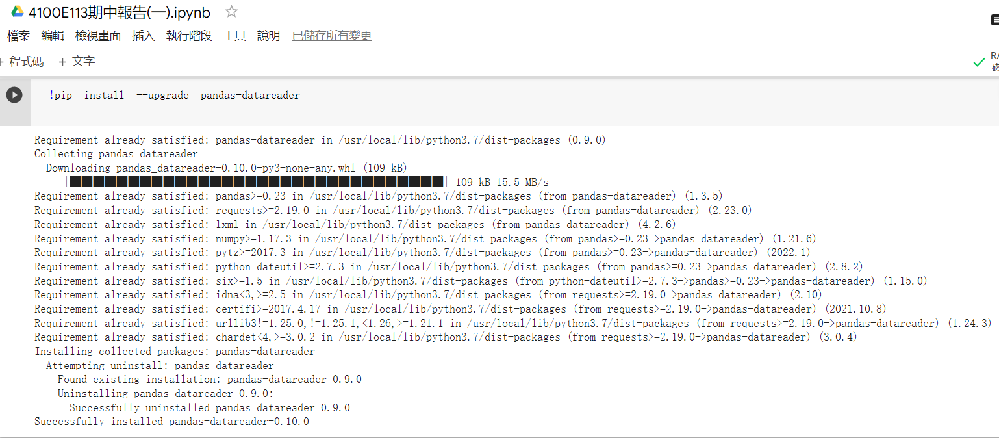 4100E113期中報告(一).ipynb
檔案 編輯 檢視畫面 插入 執行階段 工具 說明 已儲存所有變更
+ 程式碼 + 文字
!pip install --upgrade pandas-datareader
Requirement already satisfied: pandas-datareader in /usr/local/lib/python3.7/dist-packages (0.9.0)
Collecting pandas-datareader
Downloading pandas_datareader-0.10.0-py3-none-any.whl (109 kB)
109 kB 15.5 MB/s
Requirement already satisfied: pandas>=0.23 in /usr/local/lib/python3.7/dist-packages (from pandas-datareader) (1.3.5)
Requirement already satisfied: requests>=2.19.0 in /usr/local/lib/python3.7/dist-packages (from pandas-datareader) (2.23.0)
Requirement already satisfied: lxml in /usr/local/lib/python3.7/dist-packages (from pandas-datareader) (4.2.6)
Requirement already satisfied: numpy>=1.17.3 in /usr/local/lib/python3.7/dist-packages (from pandas>=0.23->pandas-datareader) (1.21.6)
Requirement already satisfied: pytz>=2017.3 in /usr/local/lib/python3.7/dist-packages (from pandas>=0.23->pandas-datareader) (2022.1)
Requirement already satisfied: python-dateutil>=2.7.3 in /usr/local/lib/python3.7/dist-packages (from pandas>=0.23->pandas-datareader) (2.8.2)
Requirement already satisfied: six>=1.5 in /usr/local/lib/python3.7/dist-packages (from python-dateutil>=2.7.3->pandas>=0.23->pandas-datareader) (1.15.0)
Requirement already satisfied: idna<3,>=2.5 in /usr/local/lib/python3.7/dist-packages (from requests>=2.19.0->pandas-datareader) (2.10)
Requirement already satisfied: certifi>=2017.4.17 in /usr/local/lib/python3.7/dist-packages (from requests>=2.19.0->pandas-datareader) (2021.10.8)
Requirement already satisfied: urllib3!=1.25.0,!=1.25.1,<1.26,>=1.21.1 in /usr/local/lib/python3.7/dist-packages (from requests>=2.19.0->pandas-datareader) (1.24.3)
Requirement already satisfied: chardet<4,>=3.0.2 in /usr/local/lib/python3.7/dist-packages (from requests>=2.19.0->pandas-datareader) (3.0.4)
Installing collected packages: pandas-datareader
Attempting uninstall: pandas-datareader
Found existing installation: pandas-datareader 0.9.0
Uninstalling pandas-datareader-0.9.0:
Successfully uninstalled pandas-datareader-0.9.0
Successfully installed pandas-datareader-0.10.0